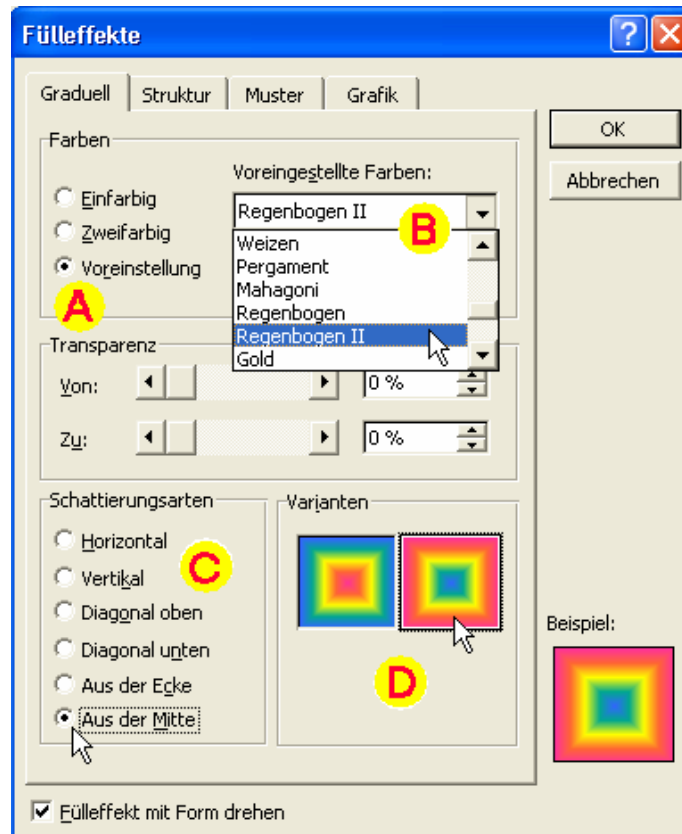 Fülleffekte
Graduell Struktur Muster Grafik
OK
Abbrechen
Farben
Einfarbig
Zweifarbig
Voreinstellung
A
Voreingestellte Farben:
Regenbogen II
B
Weizen
Pergament
Mahagoni
Regenbogen
Regenbogen II
Gold
Transparenz
Von: 0 %
Zu: 0 %
Schattierungsarten
Horizontal
Vertikal
Diagonal oben
Diagonal unten
Aus der Ecke
Aus der Mitte
C
Varianten
D
Beispiel:
Fülleffekt mit Form drehen